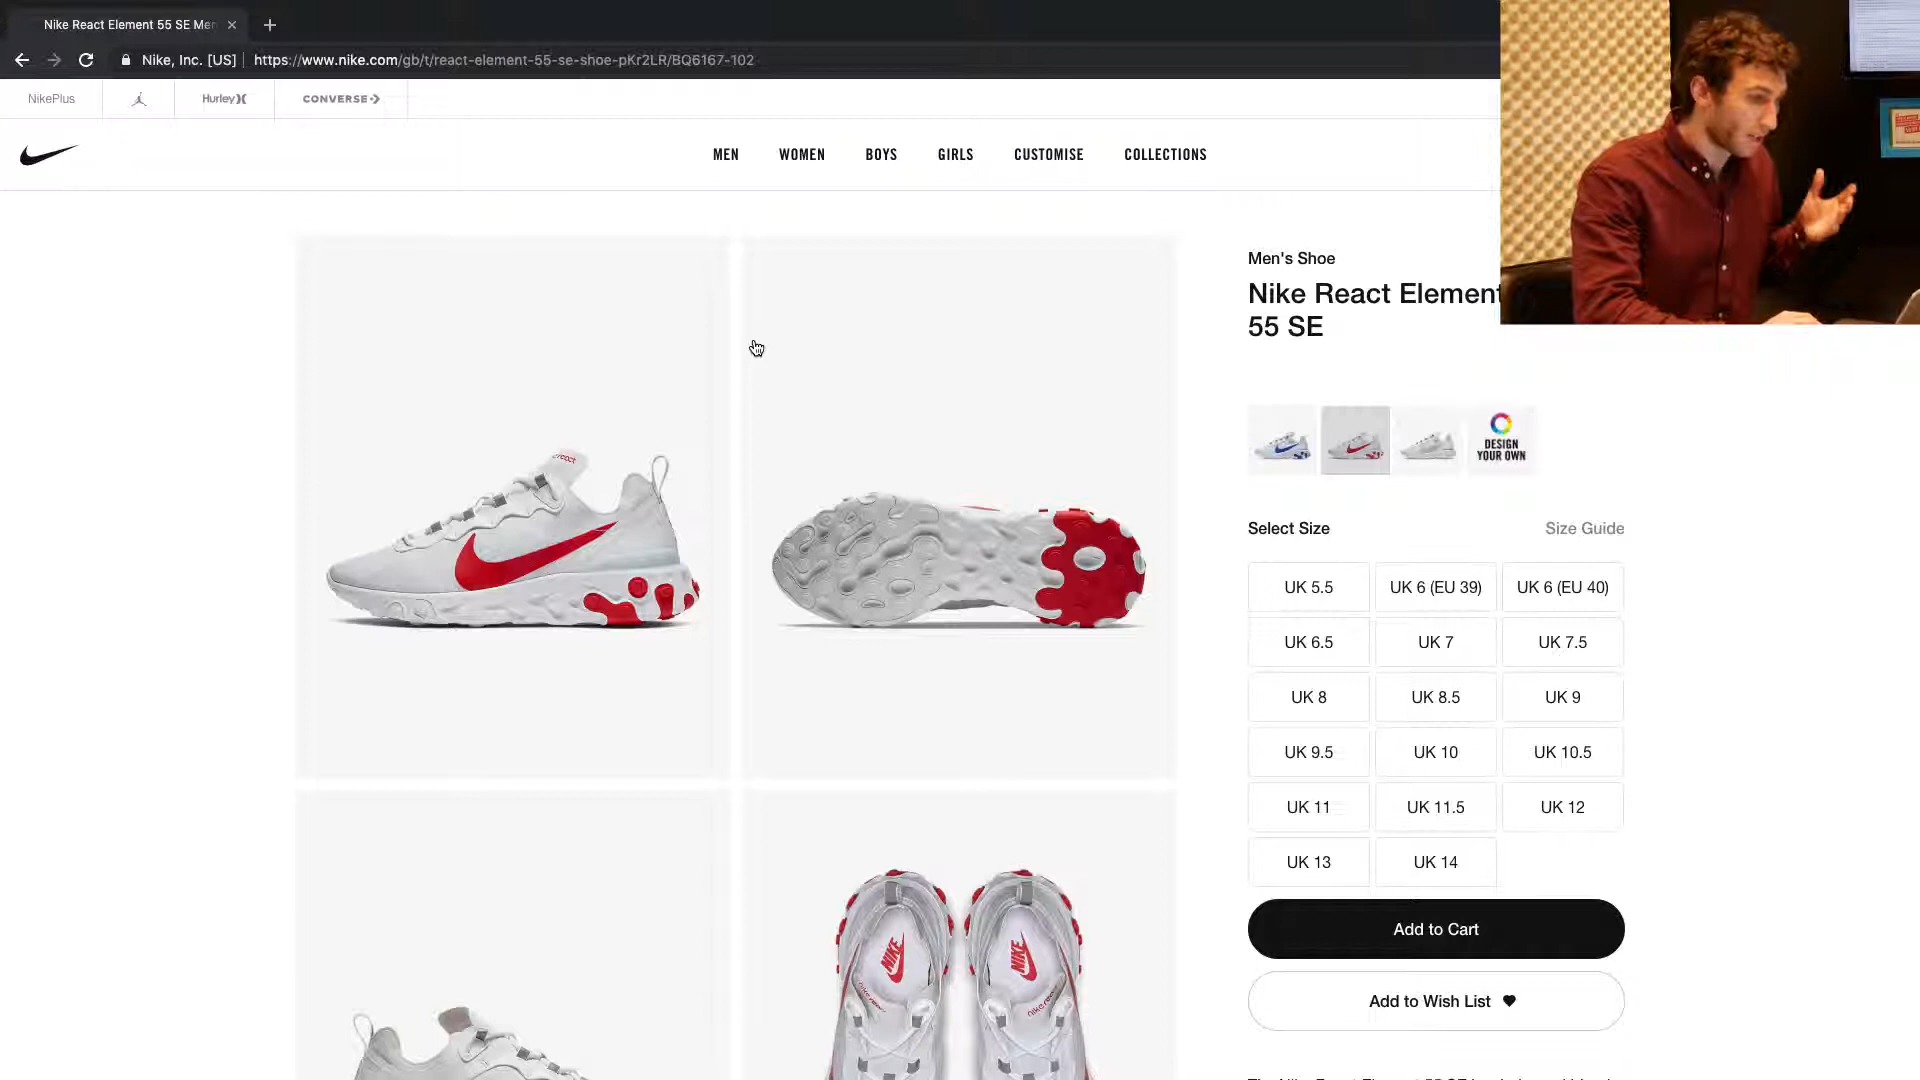 Nike React Element 55 SE Men
Nike, Inc. [US]
https://www.nike.com/gb/t/react-element-55-se-shoe-pKr2LR/BQ6167-102
NikePlus
Hurley
CONVERSE
MEN WOMEN BOYS GIRLS CUSTOMISE COLLECTIONS
Men's Shoe
Nike React Element
55 SE
react
DESIGN
YOUR OWN
Select Size
Size Guide
UK 5.5
UK 6 (EU 39)
UK 6 (EU 40)
UK 6.5
UK 7
UK 7.5
UK 8
UK 8.5
UK 9
UK 9.5
UK 10
UK 10.5
UK 11
UK 11.5
UK 12
UK 13
UK 14
NIKE
NIKE
Add to Cart
Add to Wish List